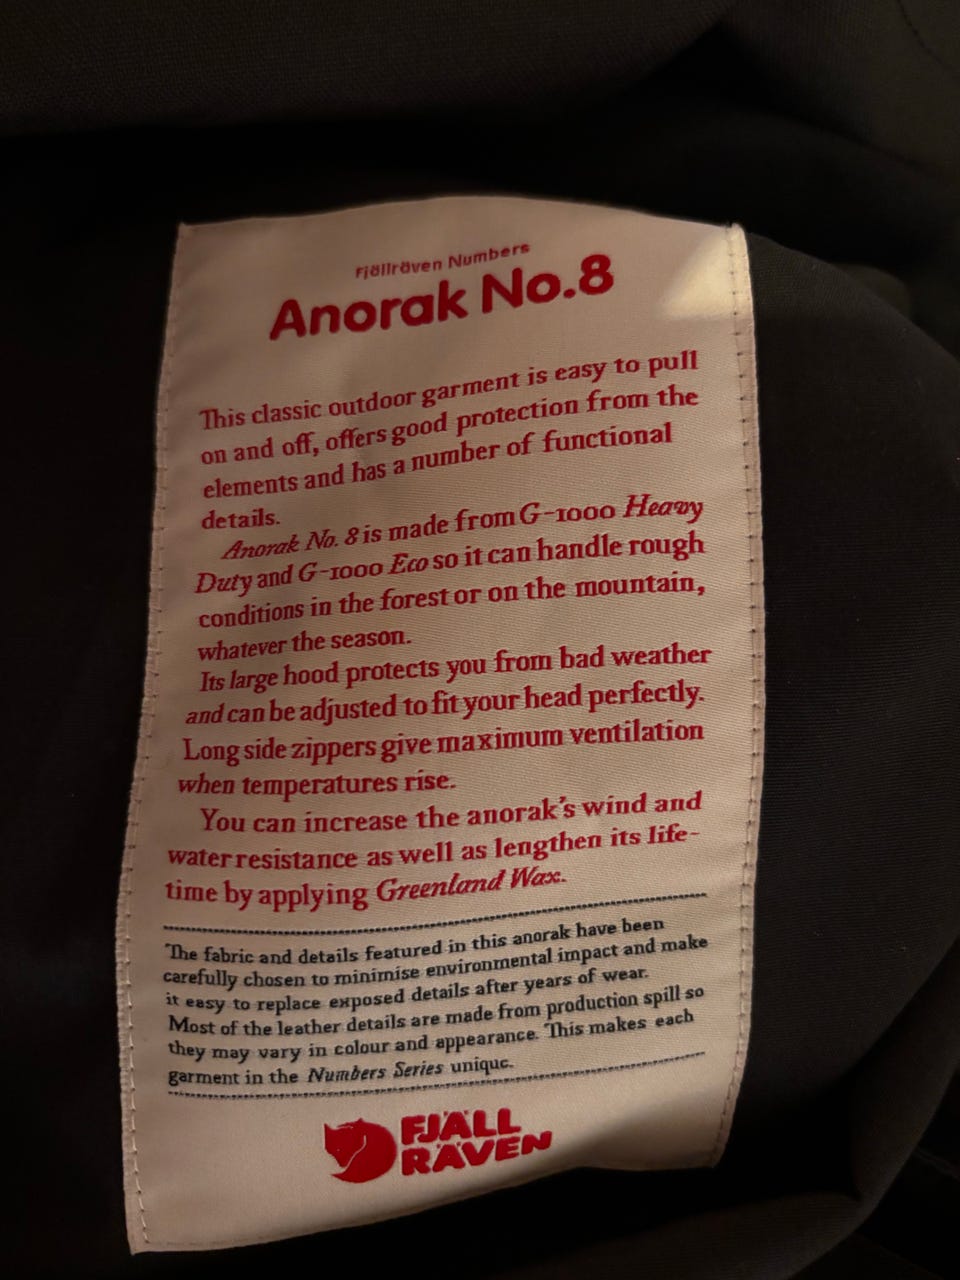 Fjällräven Numbers
Anorak No.8
This classic outdoor garment is easy to pull
on and off, offers good protection from the
elements and has a number of functional
details.
Anorak No. 8 is made from G-1000 Heavy
Duty and G-1000 Eco so it can handle rough
conditions in the forest or on the mountain,
whatever the season.
Its large hood protects you from bad weather
and can be adjusted to fit your head perfectly.
Long side zippers give maximum ventilation
when temperatures rise.
You can increase the anorak's wind and
water resistance as well as lengthen its life-
time by applying Greenland Wax.
The fabric and details featured in this anorak have been
carefully chosen to minimise environmental impact and make
it easy to replace exposed details after years of wear.
Most of the leather details are made from production spill so
they may vary in colour and appearance. This makes each
garment in the Numbers Series unique.
FJÄLL
RÄVEN